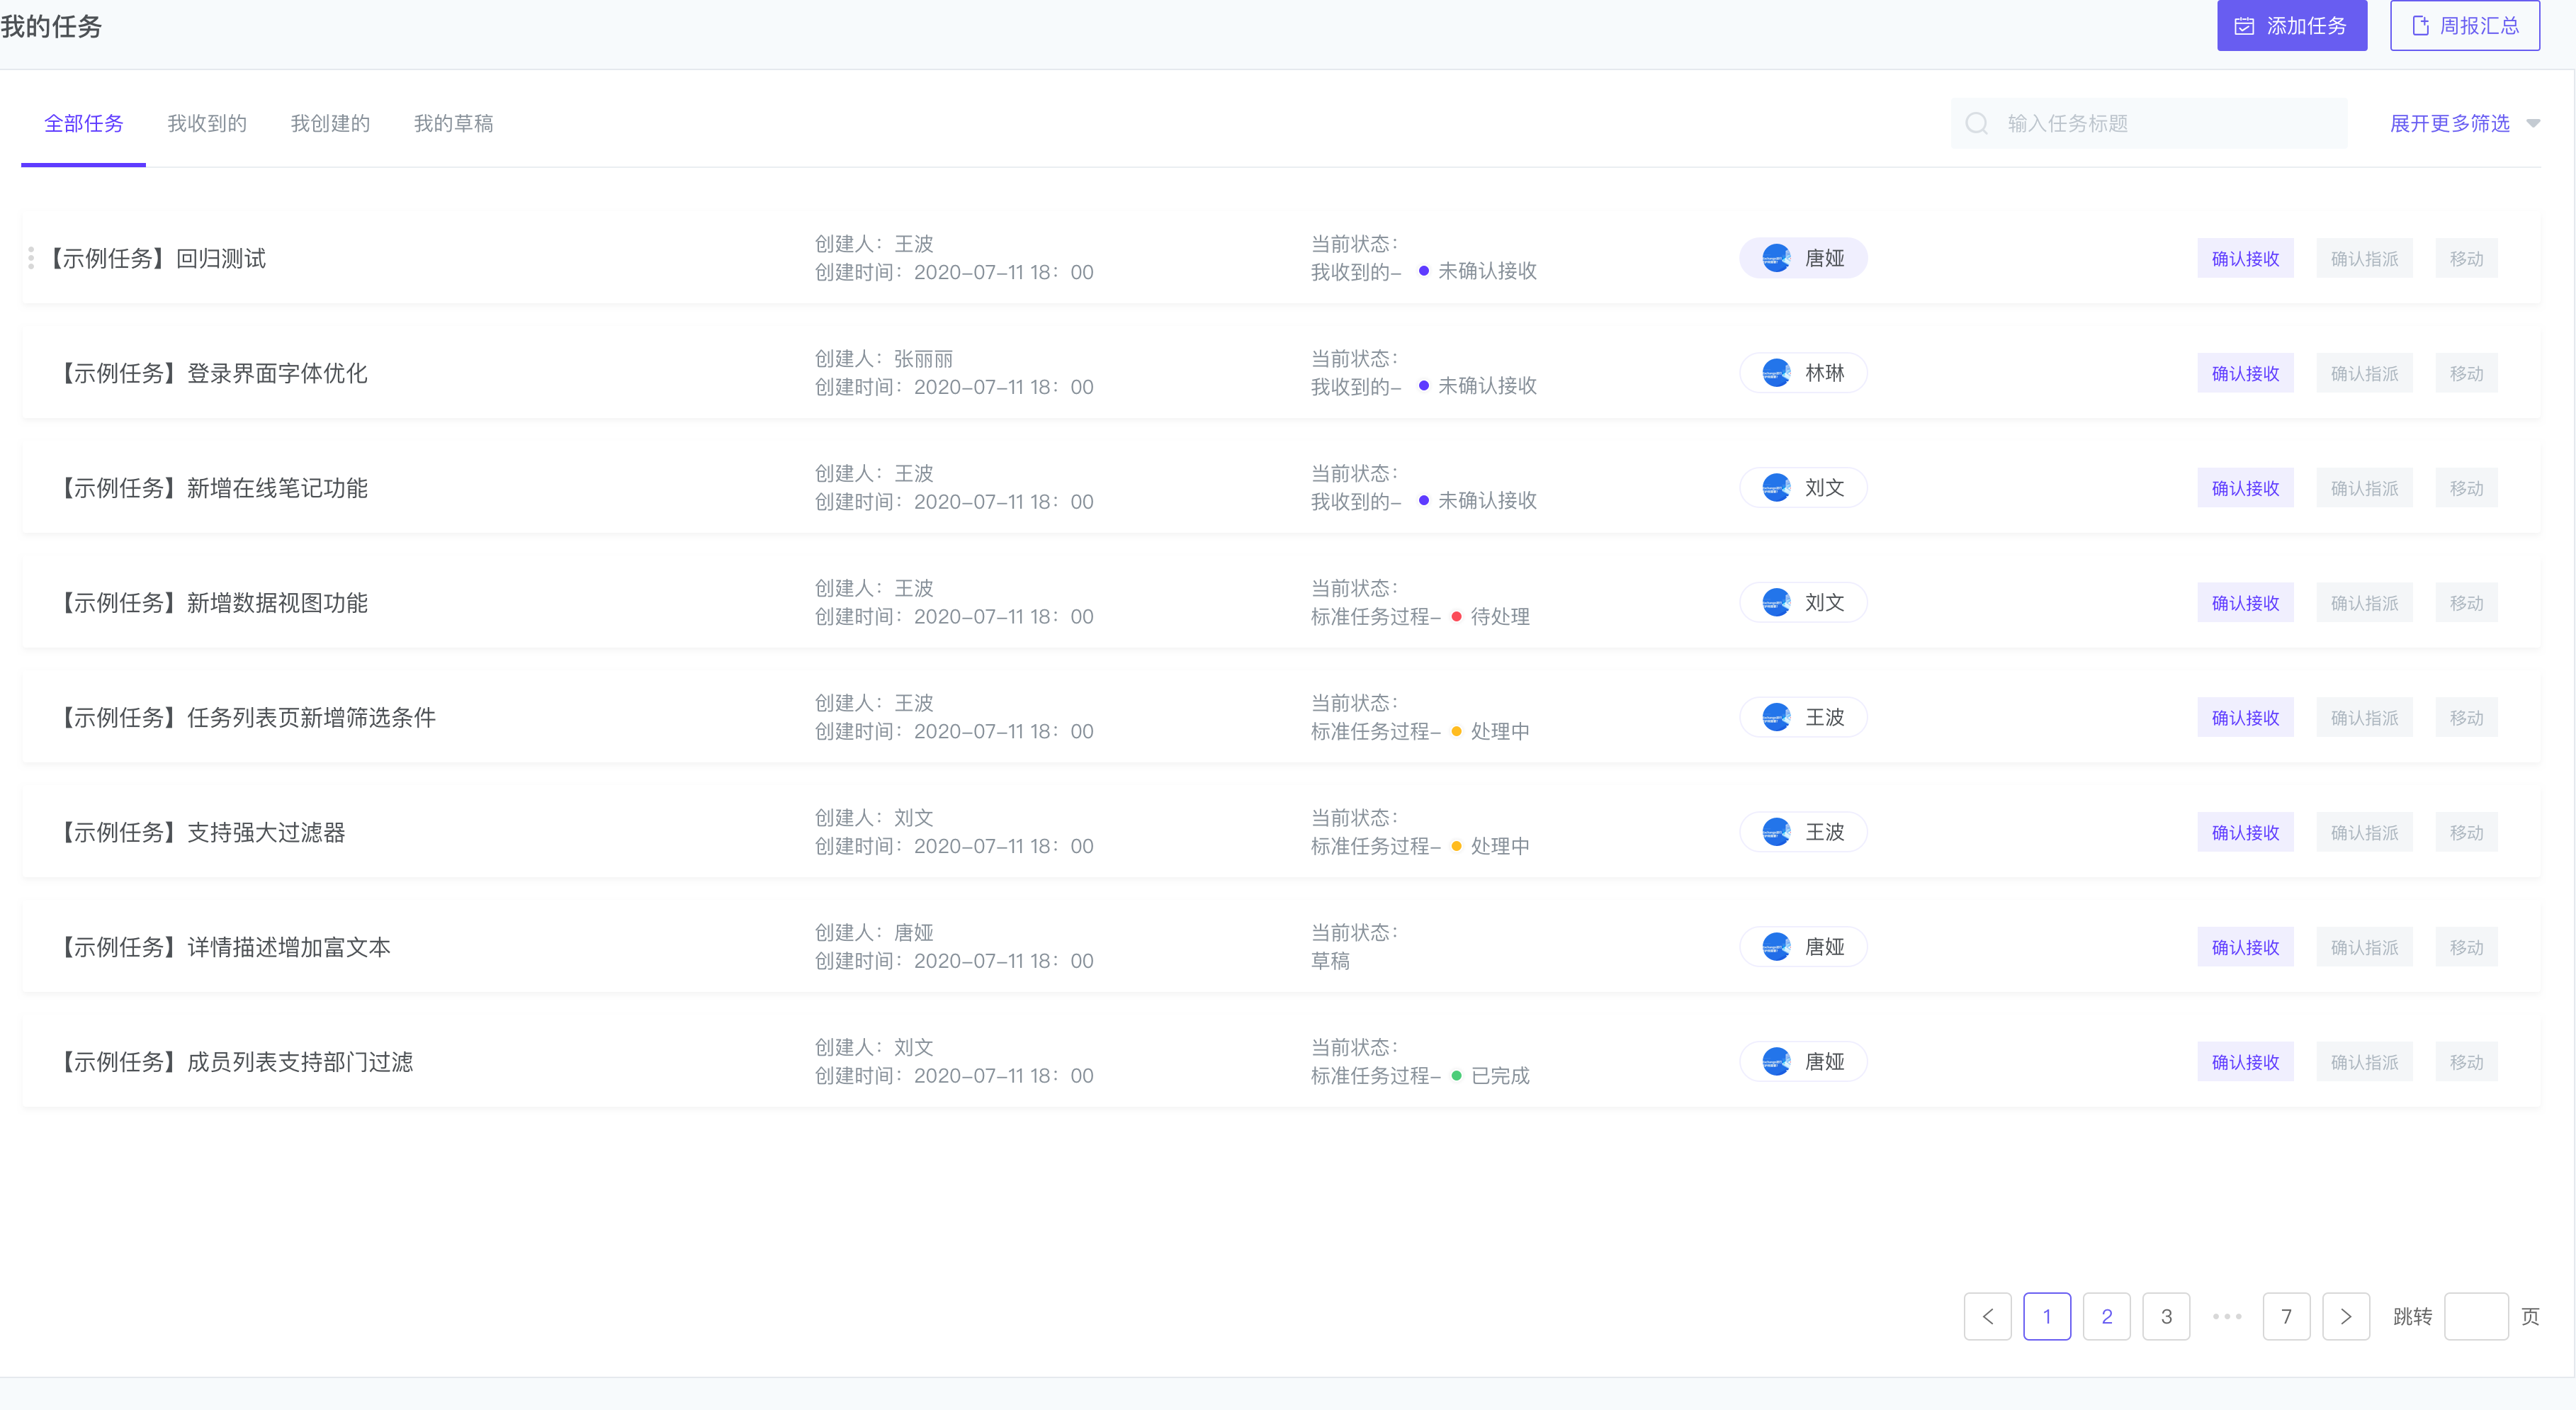 我的任务
添加任务
周报汇总
全部任务 我收到的 我创建的 我的草稿
输入任务标题
展开更多筛选
【示例任务】回归测试
创建人：王波
创建时间：2020-07-11 18：00
当前状态：
我收到的- 未确认接收
唐娅
确认接收 确认指派 移动
【示例任务】登录界面字体优化
创建人：张丽丽
创建时间：2020-07-11 18：00
当前状态：
我收到的- 未确认接收
林琳
确认接收 确认指派 移动
【示例任务】新增在线笔记功能
创建人：王波
创建时间：2020-07-11 18：00
当前状态：
我收到的- 未确认接收
刘文
确认接收 确认指派 移动
【示例任务】新增数据视图功能
创建人：王波
创建时间：2020-07-11 18：00
当前状态：
标准任务过程- 待处理
刘文
确认接收 确认指派 移动
【示例任务】任务列表页新增筛选条件
创建人：王波
创建时间：2020-07-11 18：00
当前状态：
标准任务过程- 处理中
王波
确认接收 确认指派 移动
【示例任务】支持强大过滤器
创建人：刘文
创建时间：2020-07-11 18：00
当前状态：
标准任务过程- 处理中
王波
确认接收 确认指派 移动
【示例任务】详情描述增加富文本
创建人：唐娅
创建时间：2020-07-11 18：00
当前状态：
草稿
唐娅
确认接收 确认指派 移动
【示例任务】成员列表支持部门过滤
创建人：刘文
创建时间：2020-07-11 18：00
当前状态：
标准任务过程- 已完成
唐娅
确认接收 确认指派 移动
< 1 2 3 ··· 7 > 跳转 页